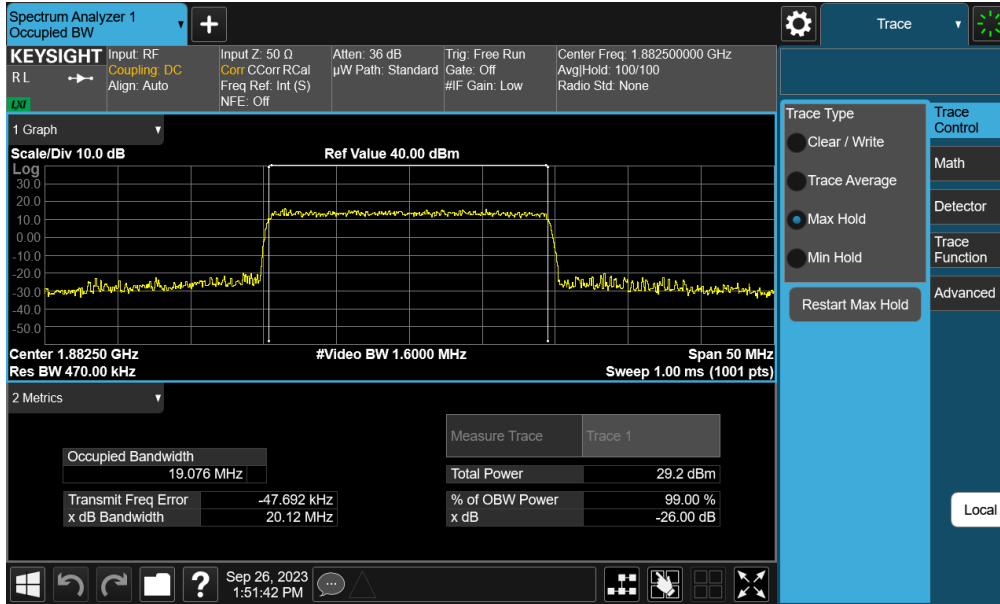 Spectrum Analyzer 1
Occupied BW
▼
+
Trace
▼
KEYSIGHT
R L
LXI
Input: RF
Coupling: DC
Align: Auto
Input Z: 50 Ω
Corr CCorr RCal
Freq Ref: Int (S)
NFE: Off
Atten: 36 dB
µW Path: Standard
Trig: Free Run
Gate: Off
#IF Gain: Low
Center Freq: 1.882500000 GHz
Avg|Hold: 100/100
Radio Std: None
1 Graph
▼
Scale/Div 10.0 dB
Ref Value 40.00 dBm
Log
30.0
20.0
10.0
0.00
-10.0
-20.0
-30.0
-40.0
-50.0
Center 1.88250 GHz
#Video BW 1.6000 MHz
Span 50 MHz
Res BW 470.00 kHz
Sweep 1.00 ms (1001 pts)
2 Metrics
▼
Measure Trace
Trace 1
Occupied Bandwidth
19.076 MHz
Total Power
29.2 dBm
Transmit Freq Error
-47.692 kHz
% of OBW Power
99.00 %
x dB Bandwidth
20.12 MHz
x dB
-26.00 dB
Trace Type
Clear / Write
Trace Average
Max Hold
Min Hold
Restart Max Hold
Trace
Control
Math
Detector
Trace
Function
Advanced
Local
?
Sep 26, 2023
1:51:42 PM